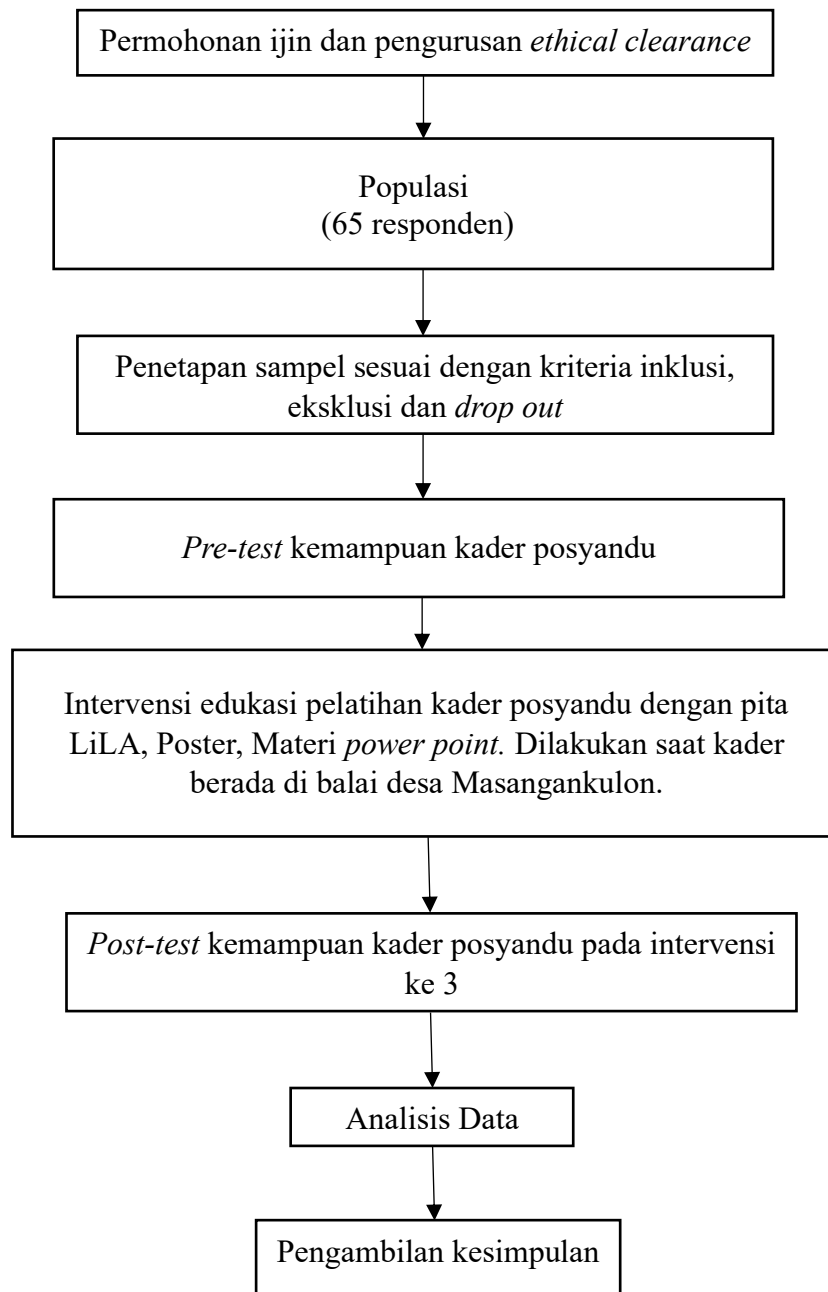 Permohonan ijin dan pengurusan ethical clearance
Populasi
(65 responden)
Penetapan sampel sesuai dengan kriteria inklusi,
eksklusi dan drop out
Pre-test kemampuan kader posyandu
Intervensi edukasi pelatihan kader posyandu dengan pita
LiLA, Poster, Materi power point. Dilakukan saat kader
berada di balai desa Masangankulon.
Post-test kemampuan kader posyandu pada intervensi
ke 3
Analisis Data
Pengambilan kesimpulan